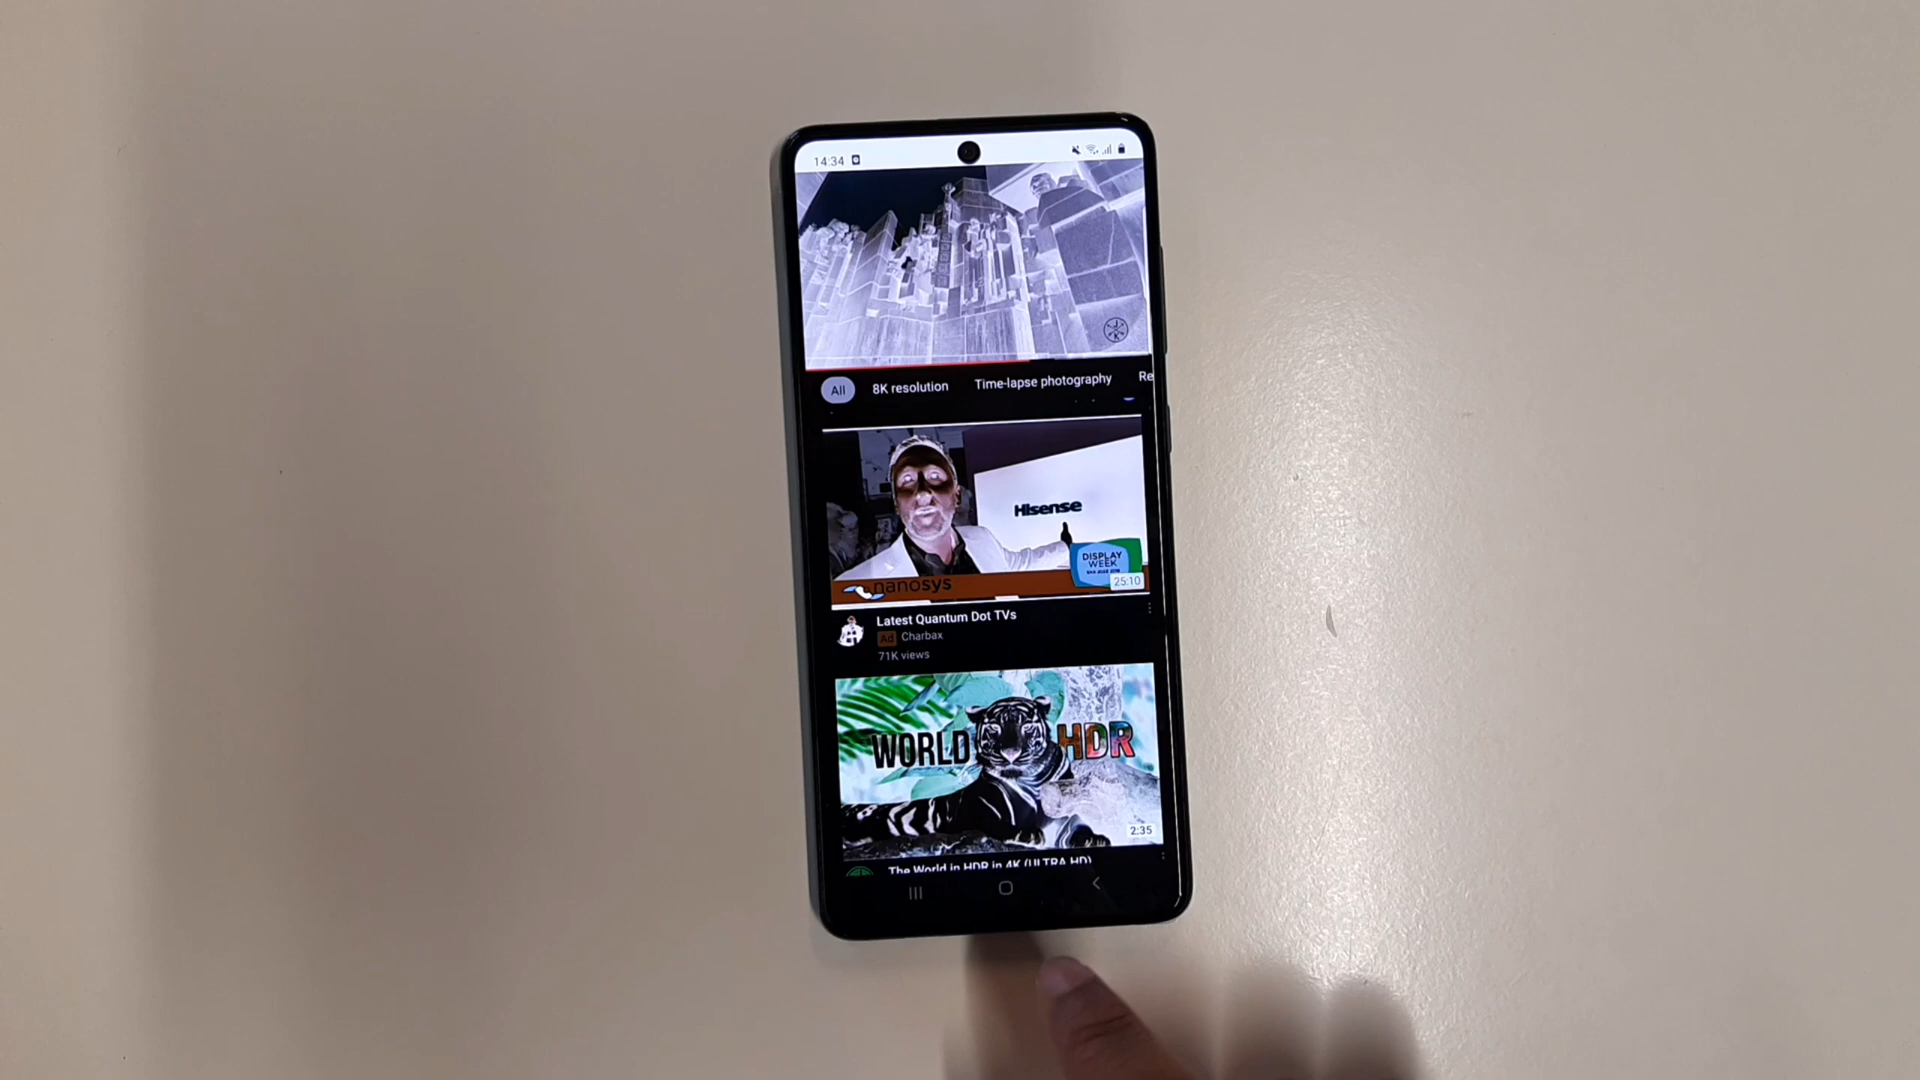 14:34
JK
All 8K resolution Time-lapse photography Re
Hisense
DISPLAY
WEEK
nanosys
25:10
Latest Quantum Dot TVs
Ad Charbax
71K views
WORLD HDR
2:35
The World in HDR in 4K (ULTRA HD)